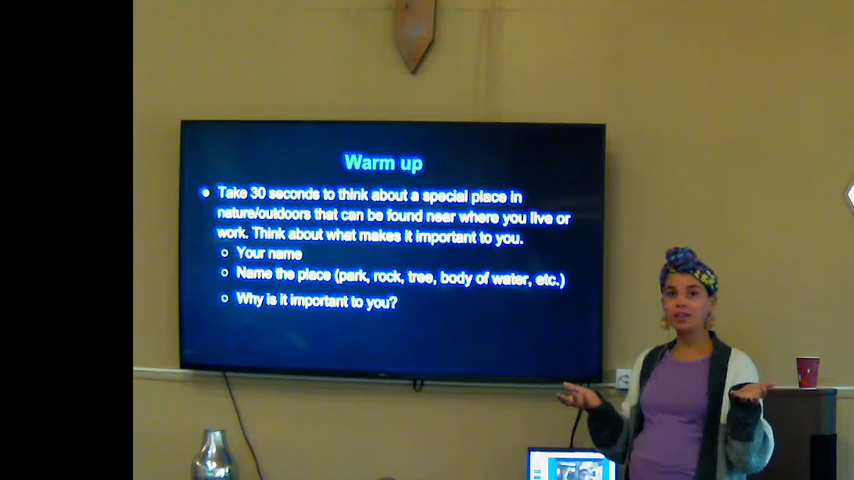 Warm up
● Take 30 seconds to think about a special place in
nature/outdoors that can be found near where you live or
work. Think about what makes it important to you.
○ Your name
○ Name the place (park, rock, tree, body of water, etc.)
○ Why is it important to you?